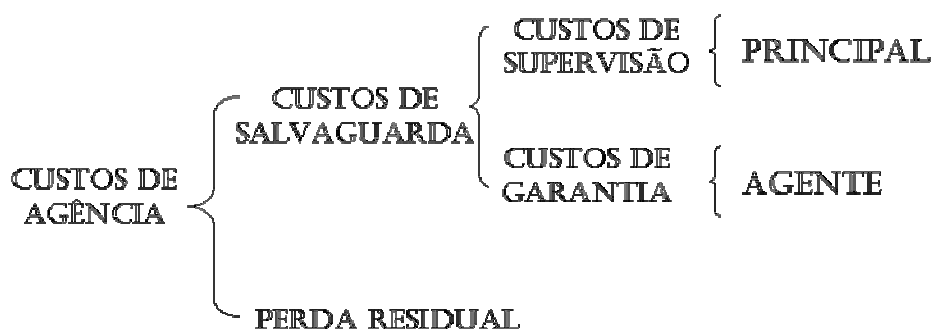 CUSTOS DE
SUPERVISÃO
PRINCIPAL
CUSTOS DE
SALVAGUARDA
CUSTOS DE
GARANTIA
AGENTE
CUSTOS DE
AGÊNCIA
PERDA RESIDUAL